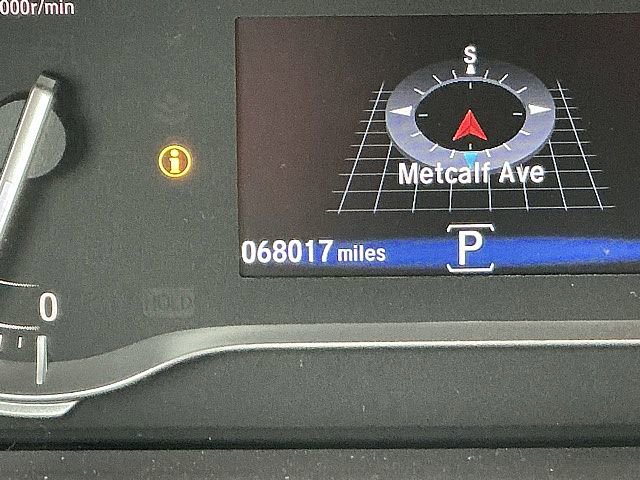 000r/min
S
i
Metcalf Ave
068017 miles
P
0
HOLD